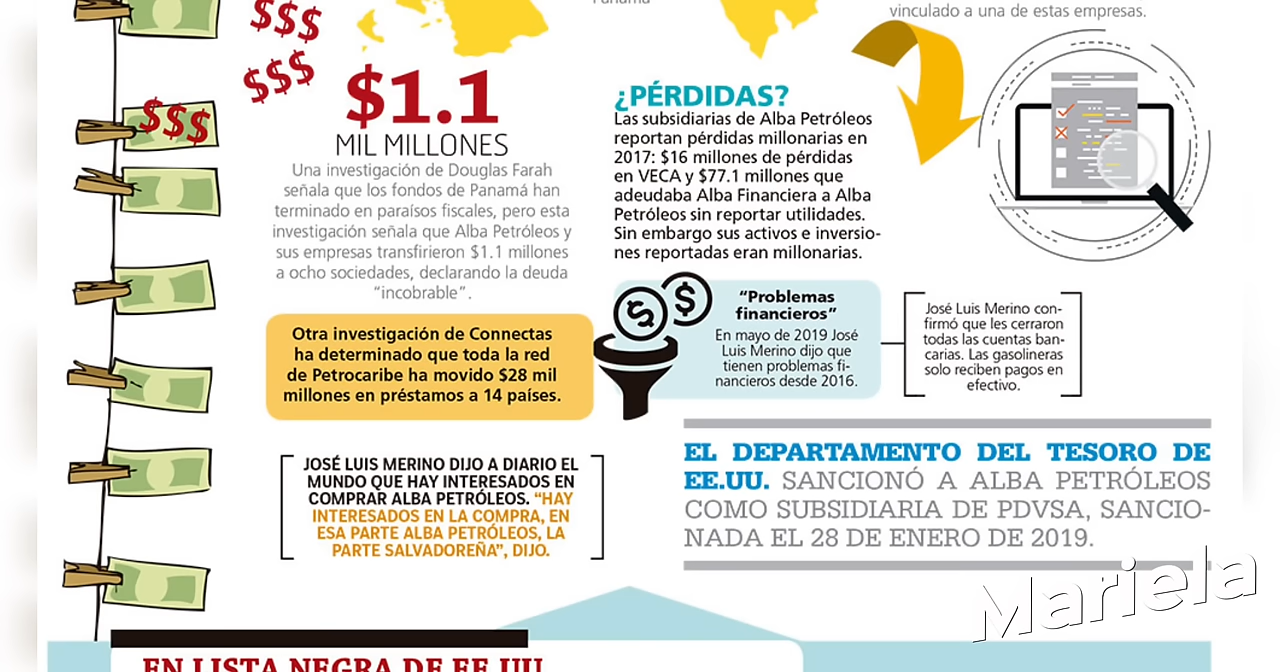 Panamá
vinculado a una de estas empresas.
$$$
$$$
$$$
$1.1
MIL MILLONES
Una investigación de Douglas Farah
señala que los fondos de Panamá han
terminado en paraísos fiscales, pero esta
investigación señala que Alba Petróleos y
sus empresas transfirieron $1.1 millones
a ocho sociedades, declarando la deuda
“incobrable”.
¿PÉRDIDAS?
Las subsidiarias de Alba Petróleos
reportan pérdidas millonarias en
2017: $16 millones de pérdidas
en VECA y $77.1 millones que
adeudaba Alba Financiera a Alba
Petróleos sin reportar utilidades.
Sin embargo sus activos e inversio-
nes reportadas eran millonarias.
Otra investigación de Connectas
ha determinado que toda la red
de Petrocaribe ha movido $28 mil
millones en préstamos a 14 países.
$
$
“Problemas
financieros”
En mayo de 2019 José
Luis Merino dijo que
tienen problemas fi-
nancieros desde 2016.
José Luis Merino con-
firmó que les cerraron
todas las cuentas ban-
carias. Las gasolineras
solo reciben pagos en
efectivo.
JOSÉ LUIS MERINO DIJO A DIARIO EL
MUNDO QUE HAY INTERESADOS EN
COMPRAR ALBA PETRÓLEOS. “HAY
INTERESADOS EN LA COMPRA, EN
ESA PARTE ALBA PETRÓLEOS, LA
PARTE SALVADOREÑA”, DIJO.
EL DEPARTAMENTO DEL TESORO DE
EE.UU. SANCIONÓ A ALBA PETRÓLEOS
COMO SUBSIDIARIA DE PDVSA, SANCIO-
NADA EL 28 DE ENERO DE 2019.
Mariela
EN LISTA NEGRA DE EE.UU.